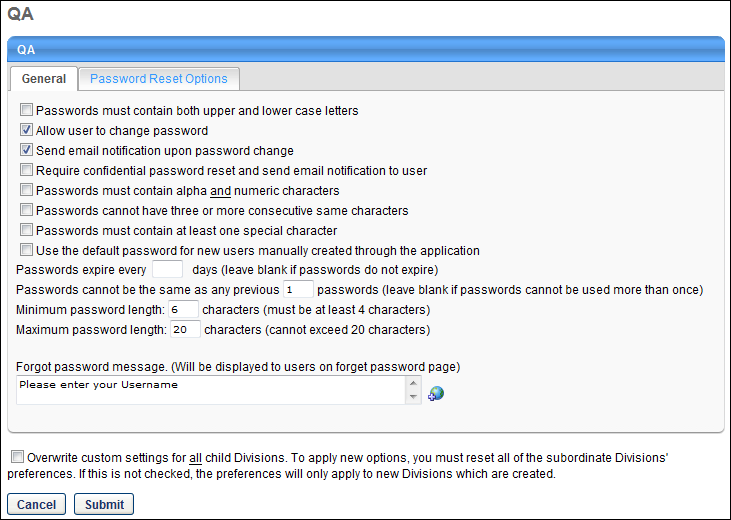 QA
QA
General Password Reset Options
Passwords must contain both upper and lower case letters
Allow user to change password
Send email notification upon password change
Require confidential password reset and send email notification to user
Passwords must contain alpha and numeric characters
Passwords cannot have three or more consecutive same characters
Passwords must contain at least one special character
Use the default password for new users manually created through the application
Passwords expire every days (leave blank if passwords do not expire)
Passwords cannot be the same as any previous 1 passwords (leave blank if passwords cannot be used more than once)
Minimum password length: 6 characters (must be at least 4 characters)
Maximum password length: 20 characters (cannot exceed 20 characters)
Forgot password message. (Will be displayed to users on forget password page)
Please enter your Username
Overwrite custom settings for all child Divisions. To apply new options, you must reset all of the subordinate Divisions'
preferences. If this is not checked, the preferences will only apply to new Divisions which are created.
Cancel Submit